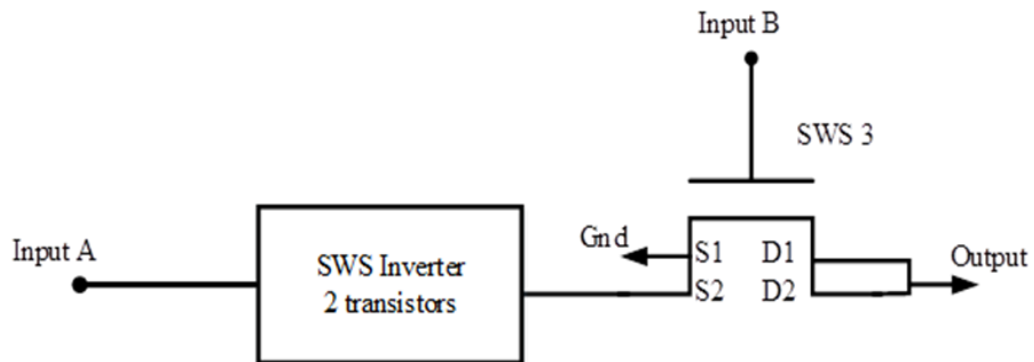 Input B
SWS 3
Input A
SWS Inverter
2 transistors
Gnd
S1 D1
S2 D2
Output